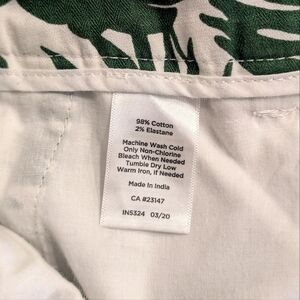 98% Cotton
2% Elastane
Machine Wash Cold
Only Non-Chlorine
Bleach When Needed
Tumble Dry Low
Warm Iron, if Needed
Made In India
CA #23147
IN5324 03/20